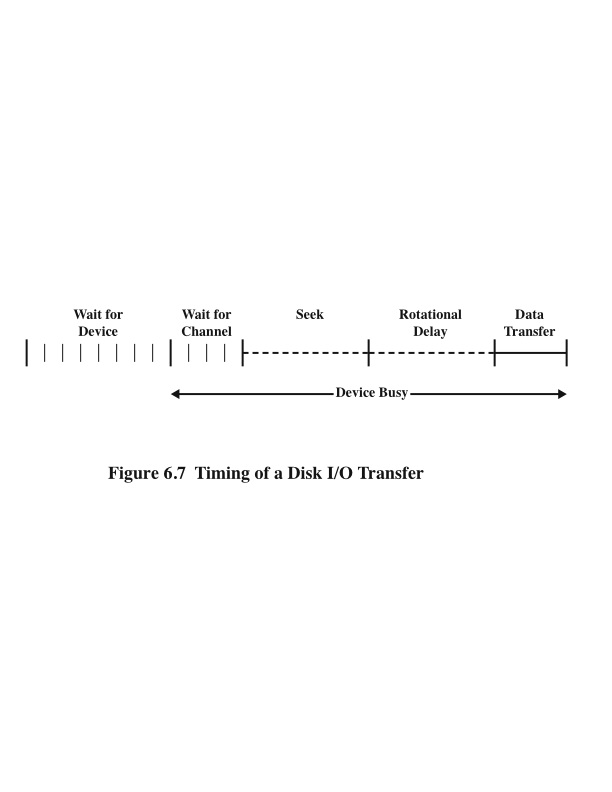 Wait for
Device
Wait for
Channel
Seek
Rotational
Delay
Data
Transfer
Device Busy
Figure 6.7 Timing of a Disk I/O Transfer